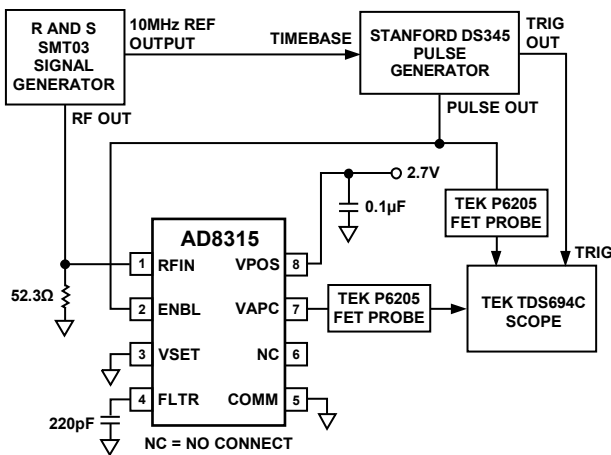 R AND S
SMT03
SIGNAL
GENERATOR
10MHz REF
OUTPUT
TIMEBASE
STANFORD DS345
PULSE
GENERATOR
TRIG
OUT
RF OUT
PULSE OUT
2.7V
0.1µF
TEK P6205
FET PROBE
AD8315
1 RFIN VPOS 8
TRIG
52.3Ω
2 ENBL VAPC 7
TEK P6205
FET PROBE
TEK TDS694C
SCOPE
3 VSET NC 6
4 FLTR COMM 5
220pF
NC = NO CONNECT